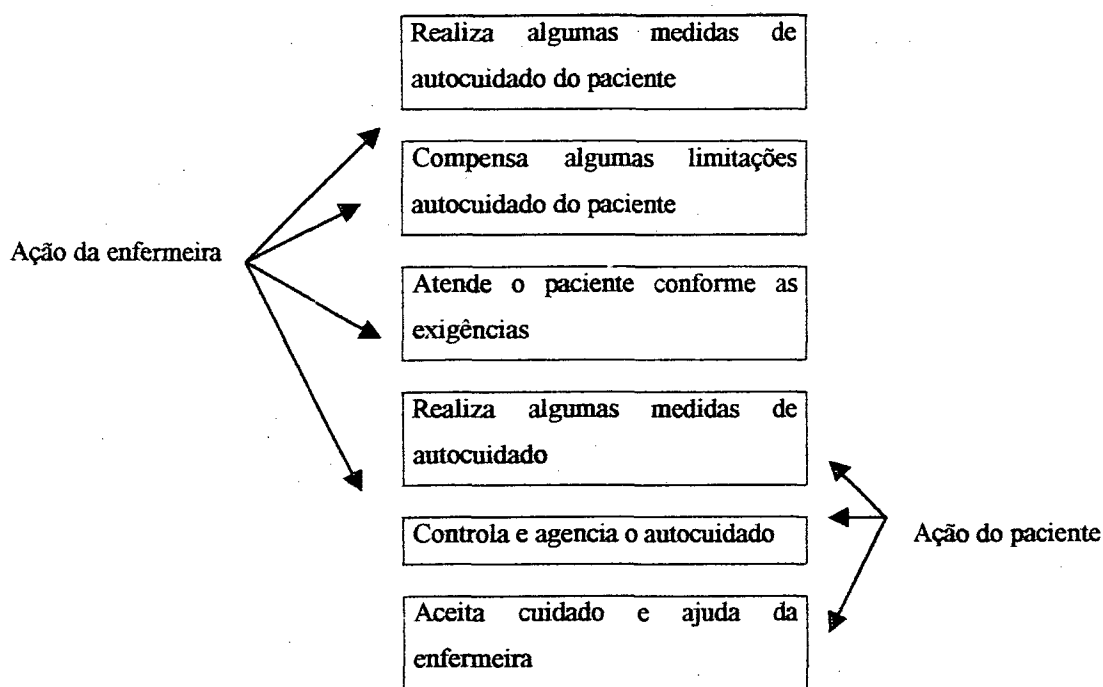 Realiza algumas medidas de
autocuidado do paciente
Compensa algumas limitações
autocuidado do paciente
Ação da enfermeira
Atende o paciente conforme as
exigências
Realiza algumas medidas de
autocuidado
Controla e agencia o autocuidado
Ação do paciente
Aceita cuidado e ajuda da
enfermeira